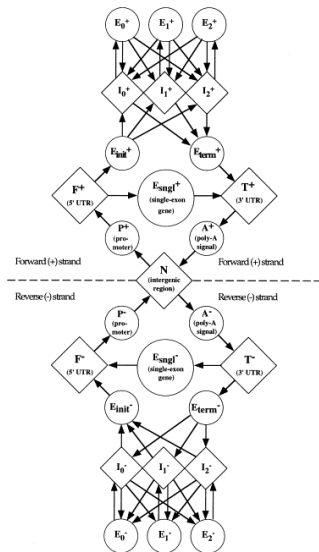 E0+ E1+ E2+
I0+ I1+ I2+
Einit+ Eterm+
F+
(5' UTR)
Esngl+
(single-exon
gene)
T+
(3' UTR)
P+
(pro-
moter)
A+
(poly-A
signal)
Forward (+) strand
N
(intergenic
region)
Forward (+) strand
Reverse (-) strand
Reverse (-) strand
P-
(pro-
moter)
A-
(poly-A
signal)
F-
(5' UTR)
Esngl-
(single-exon
gene)
T-
(3' UTR)
Einit- Eterm-
I0- I1- I2-
E0- E1- E2-